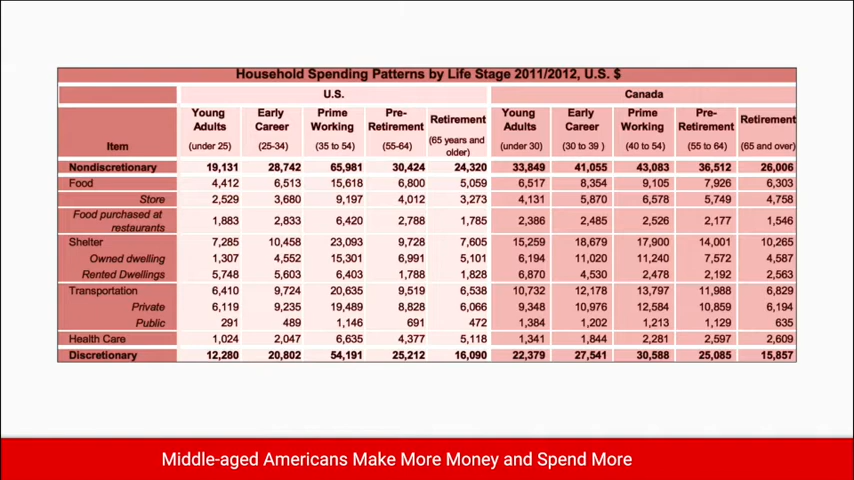 Household Spending Patterns by Life Stage 2011/2012, U.S. $
U.S. Canada
Item Young Adults (under 25) Early Career (25-34) Prime Working (35 to 54) Pre-Retirement (55-64) Retirement (65 years and older) Young Adults (under 30) Early Career (30 to 39 ) Prime Working (40 to 54) Pre-Retirement (55 to 64) Retirement (65 and over)
Nondiscretionary 19,131 28,742 65,981 30,424 24,320 33,849 41,055 43,083 36,512 26,006
Food 4,412 6,513 15,618 6,800 5,059 6,517 8,354 9,105 7,926 6,303
Store 2,529 3,680 9,197 4,012 3,273 4,131 5,870 6,578 5,749 4,758
Food purchased at restaurants 1,883 2,833 6,420 2,788 1,785 2,386 2,485 2,526 2,177 1,546
Shelter 7,285 10,458 23,093 9,728 7,605 15,259 18,679 17,900 14,001 10,265
Owned dwelling 1,307 4,552 15,301 6,991 5,101 6,194 11,020 11,240 7,572 4,587
Rented Dwellings 5,748 5,603 6,403 1,788 1,828 6,870 4,530 2,478 2,192 2,563
Transportation 6,410 9,724 20,635 9,519 6,538 10,732 12,178 13,797 11,988 6,829
Private 6,119 9,235 19,489 8,828 6,066 9,348 10,976 12,584 10,859 6,194
Public 291 489 1,146 691 472 1,384 1,202 1,213 1,129 635
Health Care 1,024 2,047 6,635 4,377 5,118 1,341 1,844 2,281 2,597 2,609
Discretionary 12,280 20,802 54,191 25,212 16,090 22,379 27,541 30,588 25,085 15,857
Middle-aged Americans Make More Money and Spend More